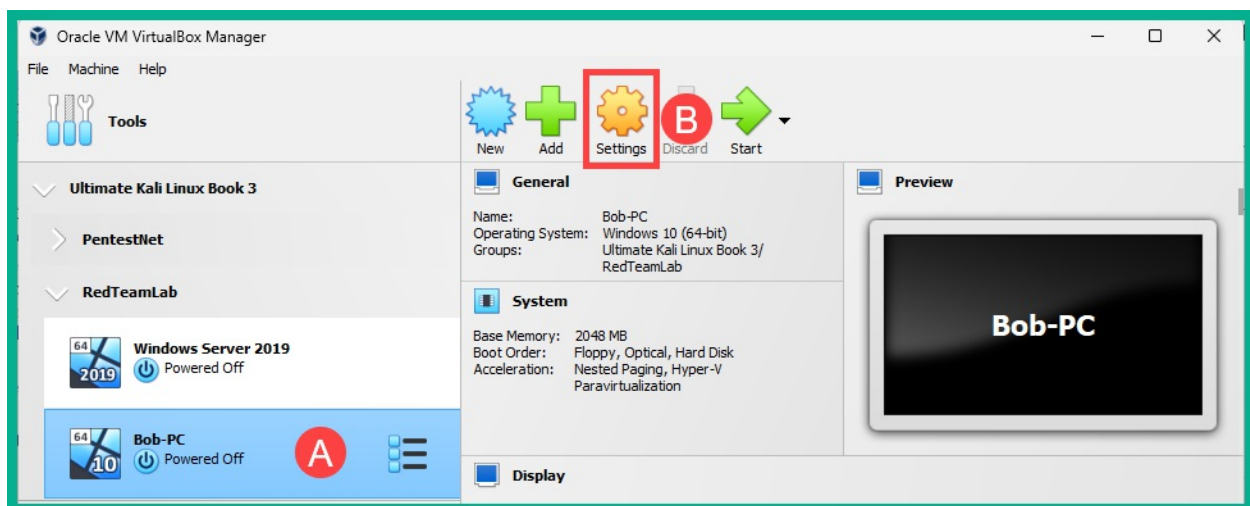 Oracle VM VirtualBox Manager
File Machine Help
Tools
New Add Settings Discard Start
B
Ultimate Kali Linux Book 3
PentestNet
RedTeamLab
64
2019
Windows Server 2019
Powered Off
64
10
Bob-PC
Powered Off
A
General
Name: Bob-PC
Operating System: Windows 10 (64-bit)
Groups: Ultimate Kali Linux Book 3/
RedTeamLab
System
Base Memory: 2048 MB
Boot Order: Floppy, Optical, Hard Disk
Acceleration: Nested Paging, Hyper-V
Paravirtualization
Display
Preview
Bob-PC